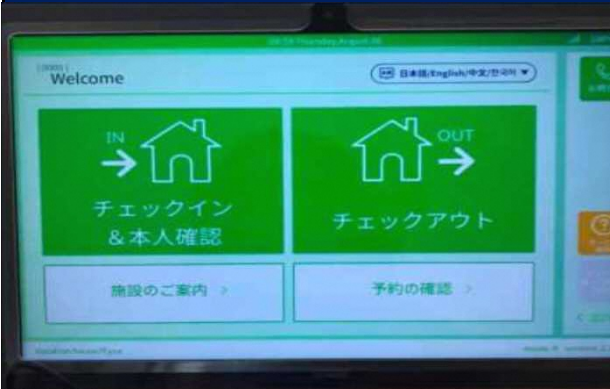 Welcome
日本語/English/中文/한국어 ▼
IN
チェックイン
&本人確認
OUT
チェックアウト
施設のご案内 >
予約の確認 >